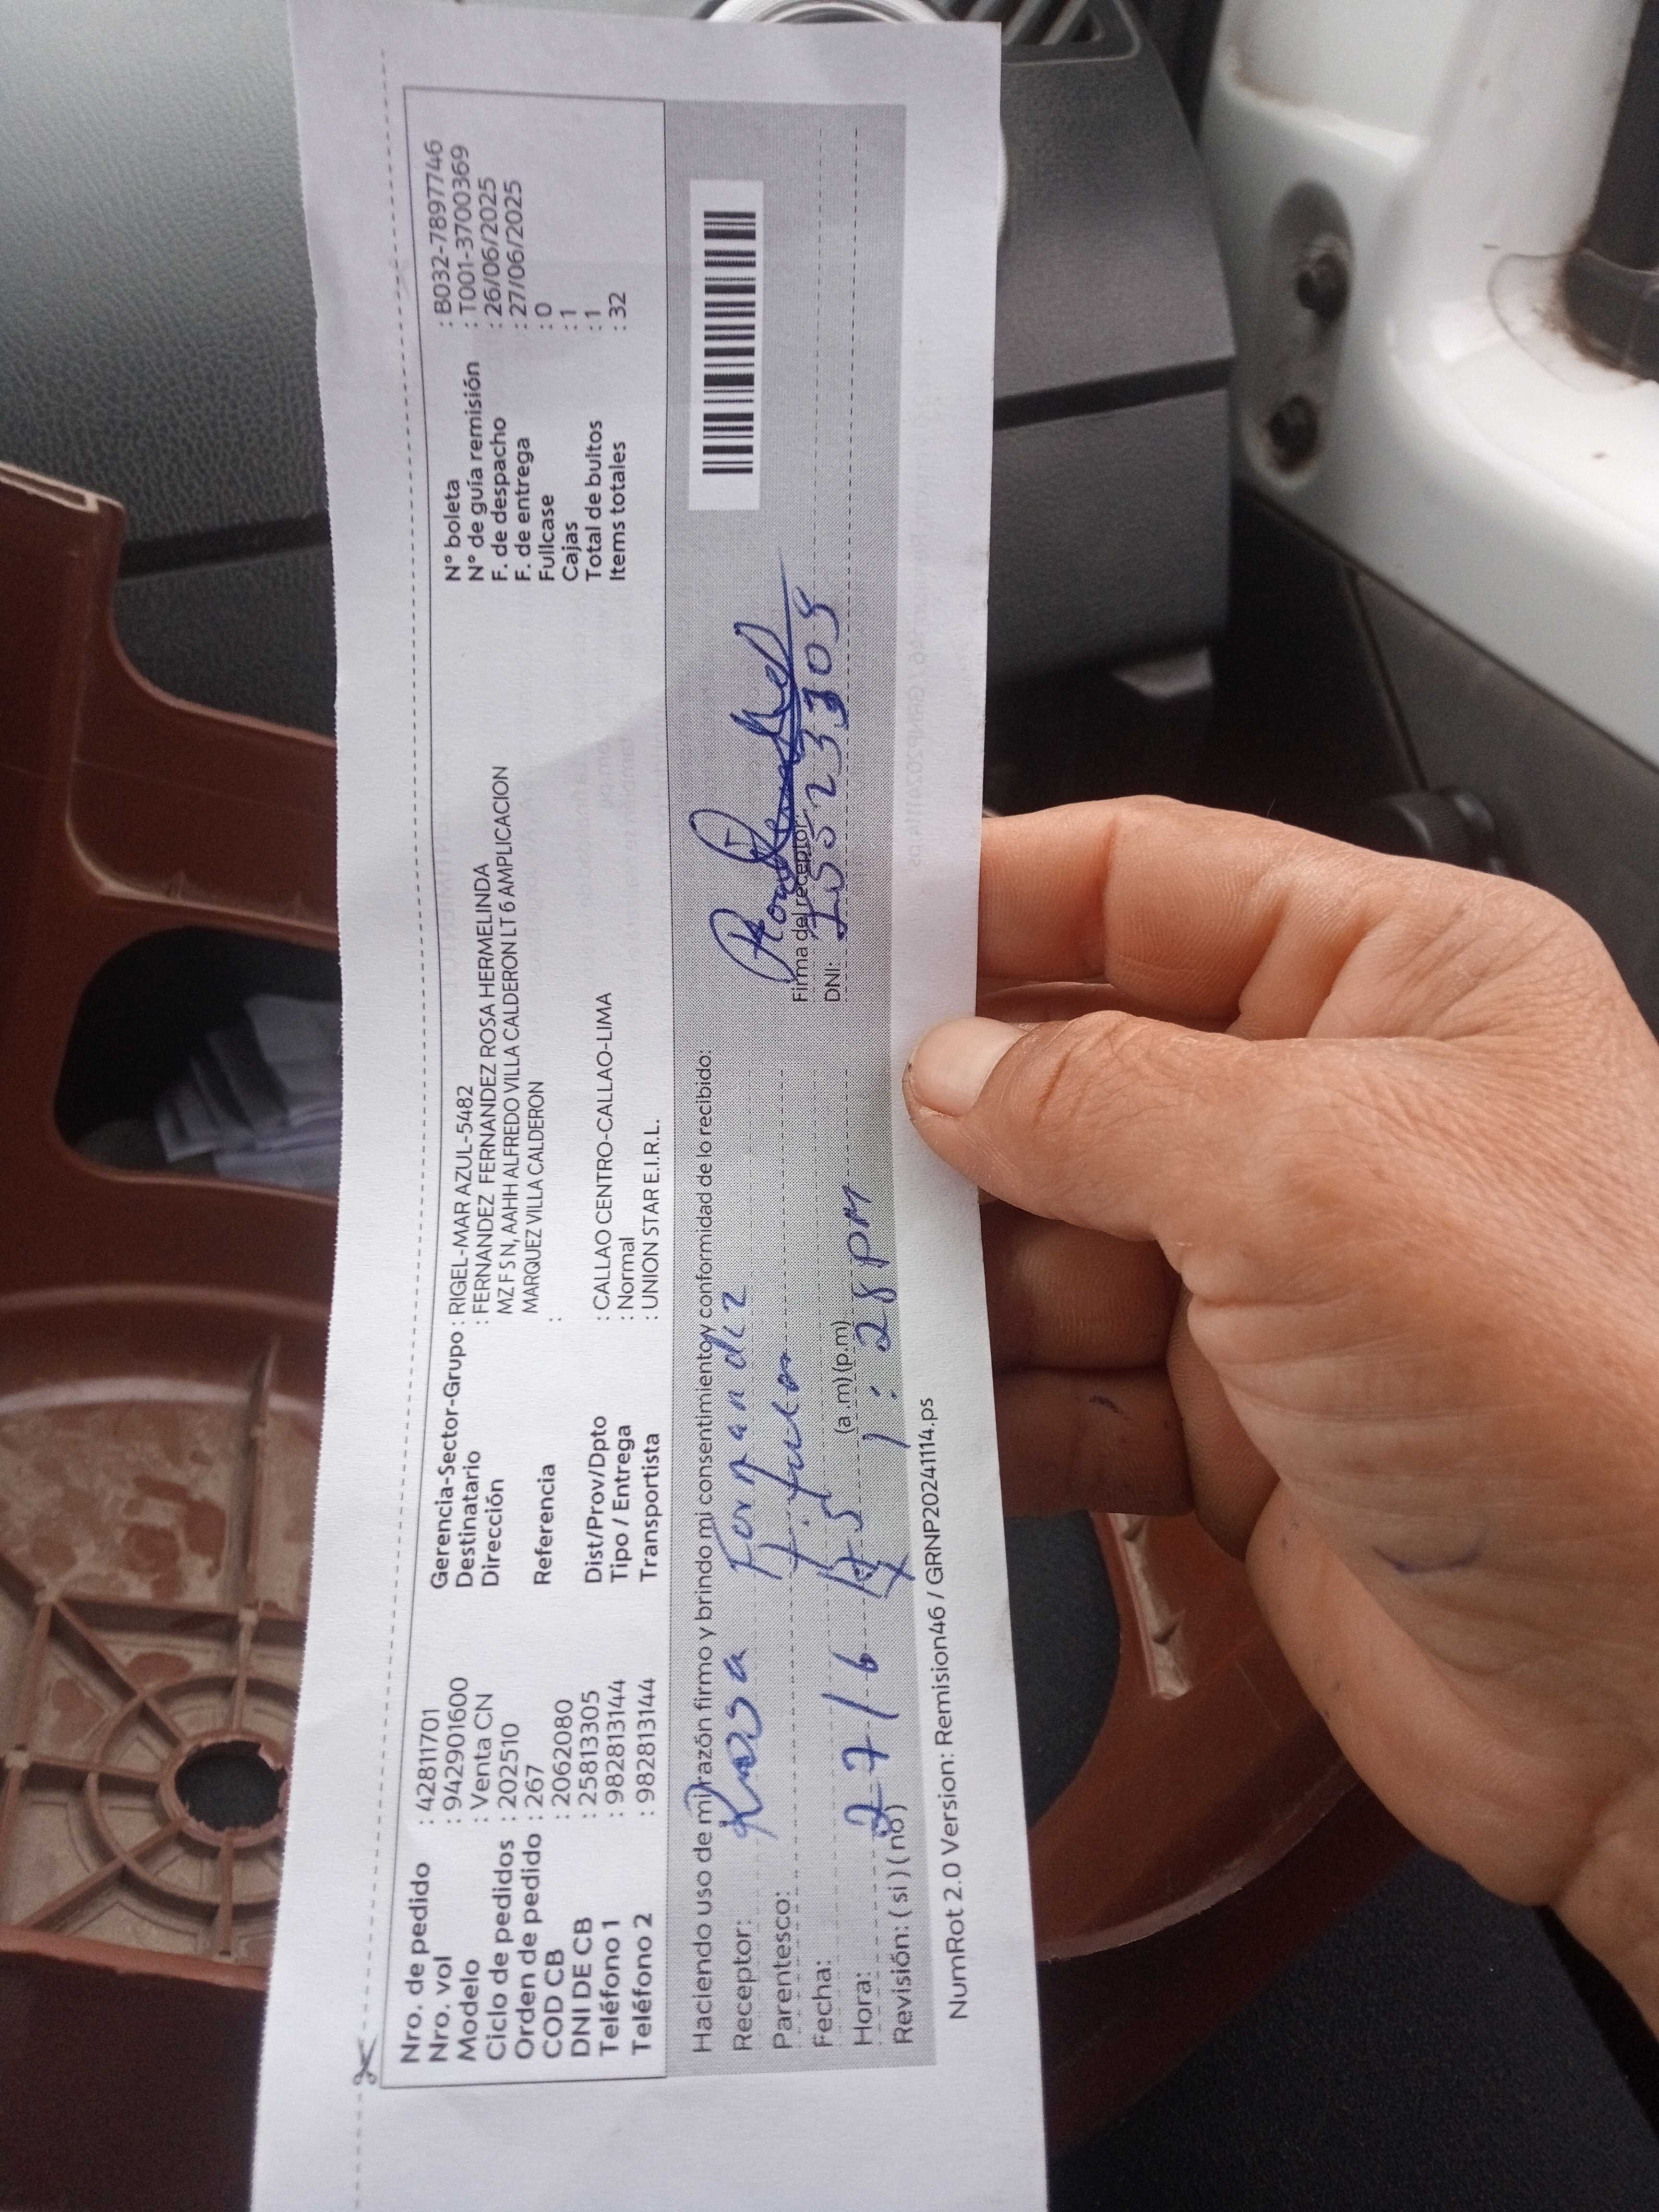 Nro. de pedido : 42811701
Nro. vol : 94290160​0
Modelo : Venta CN
Ciclo de pedidos : 202510
Orden de pedido : 267
COD CB : 2062080
DNI DE CB : 25813305
Teléfono 1 : 982813144
Teléfono 2 : 982813144
Gerencia-Sector-Grupo : RIGEL-MAR AZUL-5482
Destinatario : FERNANDEZ FERNANDEZ ROSA HERMELINDA
Dirección MZ F S N, AAHH ALFREDO VILLA CALDERON LT 6 AMPLICACION
MARQUEZ VILLA CALDERON
Referencia :
Dist/Prov/Dpto : CALLAO CENTRO-CALLAO-LIMA
Tipo / Entrega : Normal
Transportista : UNION STAR E.I.R.L.
N° boleta : B032-7897746
N° de guía remisión : T001-3700369
F. de despacho : 26/06/2025
F. de entrega : 27/06/2025
Fullcase : 0
Cajas : 1
Total de bultos : 1
Items totales : 32
Haciendo uso de mi razón firmo y brindo mi consentimiento y conformidad de lo recibido:
Receptor: Rosa Fernandez
Parentesco:
Fecha: 27/6
Hora: (a.m) (p.m) 1:28 PM
Revisión: ( si ) ( no )
Firma del receptor:
DNI:
NumRot 2.0 Version: Remision46 / GRNP20241114.ps